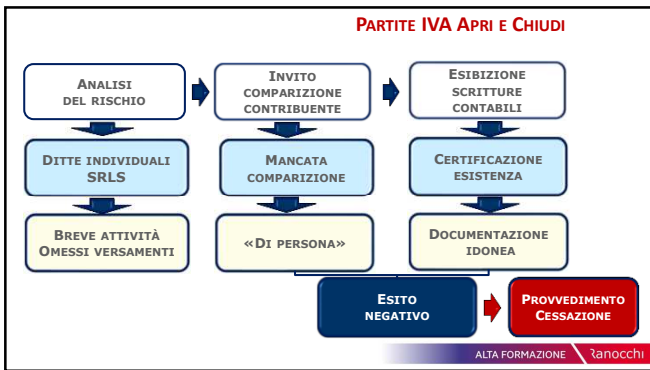 PARTITE IVA APRI E CHIUDI
ANALISI
DEL RISCHIO
INVITO
COMPARIZIONE
CONTRIBUENTE
ESIBIZIONE
SCRITTURE
CONTABILI
DITTE INDIVIDUALI
SRLS
MANCATA
COMPARIZIONE
CERTIFICAZIONE
ESISTENZA
BREVE ATTIVITÀ
OMESSI VERSAMENTI
«DI PERSONA»
DOCUMENTAZIONE
IDONEA
ESITO
NEGATIVO
PROVVEDIMENTO
CESSAZIONE
ALTA FORMAZIONE Ranocchi